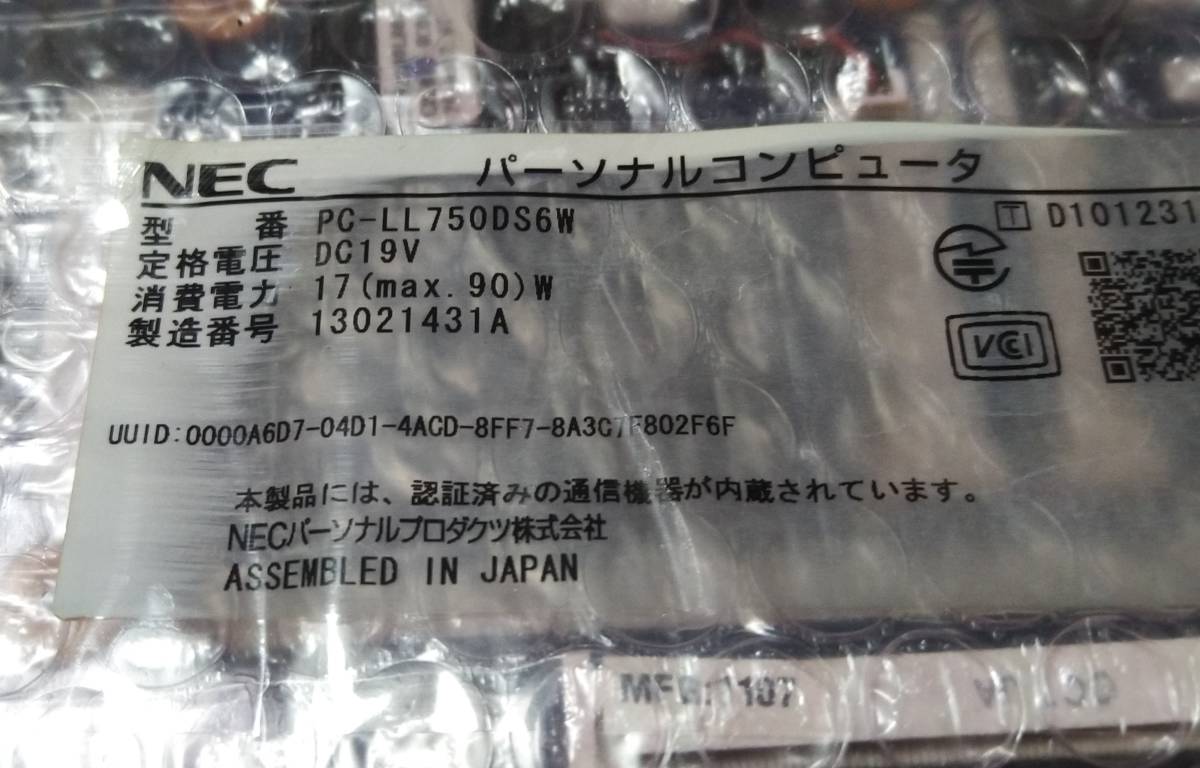 NEC パーソナルコンピュータ
型 番 PC-LL750DS6W
T D101231
定格電圧 DC19V
消費電力 17(max.90)W
製造番号 13021431A
VCCI
UUID:0000A6D7-04D1-4ACD-8FF7-8A3C7F802F6F
本製品には、認証済みの通信機器が内蔵されています。
NECパーソナルプロダクツ株式会社
ASSEMBLED IN JAPAN